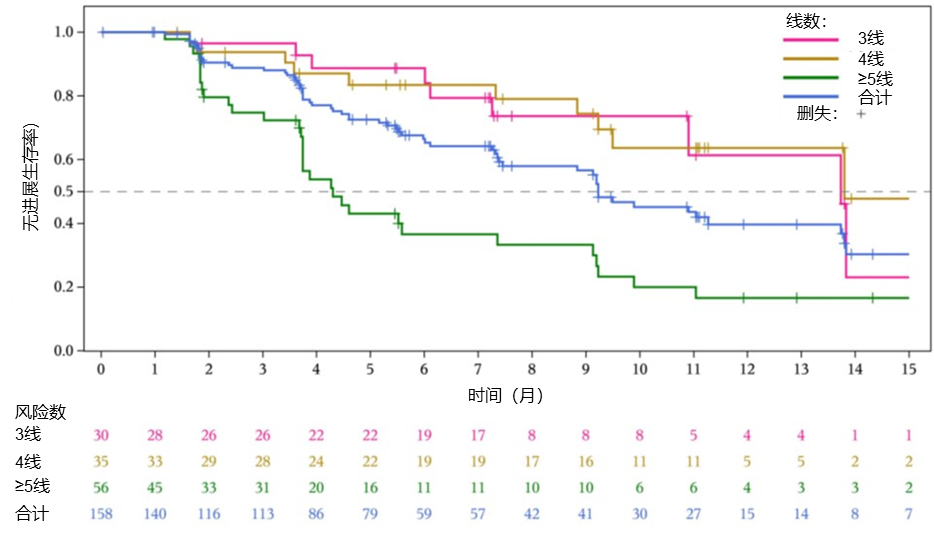 线数：
3线
4线
≥5线
合计
删失： +
无进展生存率）
1.0
0.8
0.6
0.5
0.4
0.2
0.0
0 1 2 3 4 5 6 7 8 9 10 11 12 13 14 15
时间（月）
风险数
3线 30 28 26 26 22 22 19 17 8 8 8 5 4 4 1 1
4线 35 33 29 28 24 22 19 19 17 16 11 11 5 5 2 2
≥5线 56 45 33 31 20 16 11 11 10 10 6 6 4 3 3 2
合计 158 140 116 113 86 79 59 57 42 41 30 27 15 14 8 7